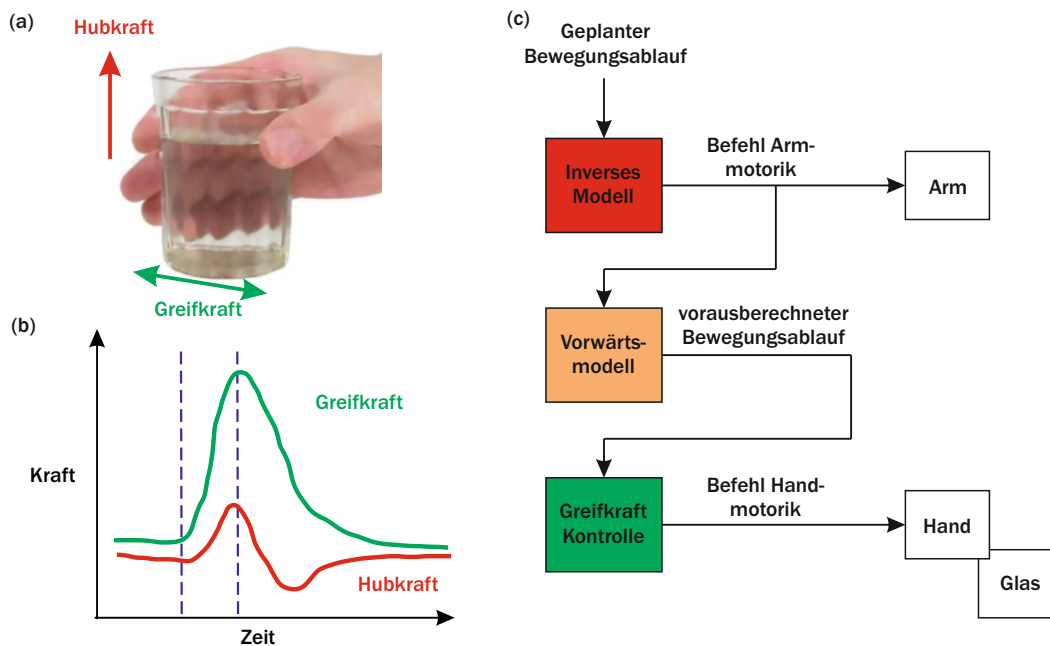 (a)
Hubkraft
Greifkraft
(b)
Greifkraft
Kraft
Hubkraft
Zeit
(c)
Geplanter
Bewegungsablauf
Inverses
Modell
Befehl Arm-
motorik
Arm
Vorwärts-
modell
vorausberechneter
Bewegungsablauf
Greifkraft
Kontrolle
Befehl Hand-
motorik
Hand
Glas